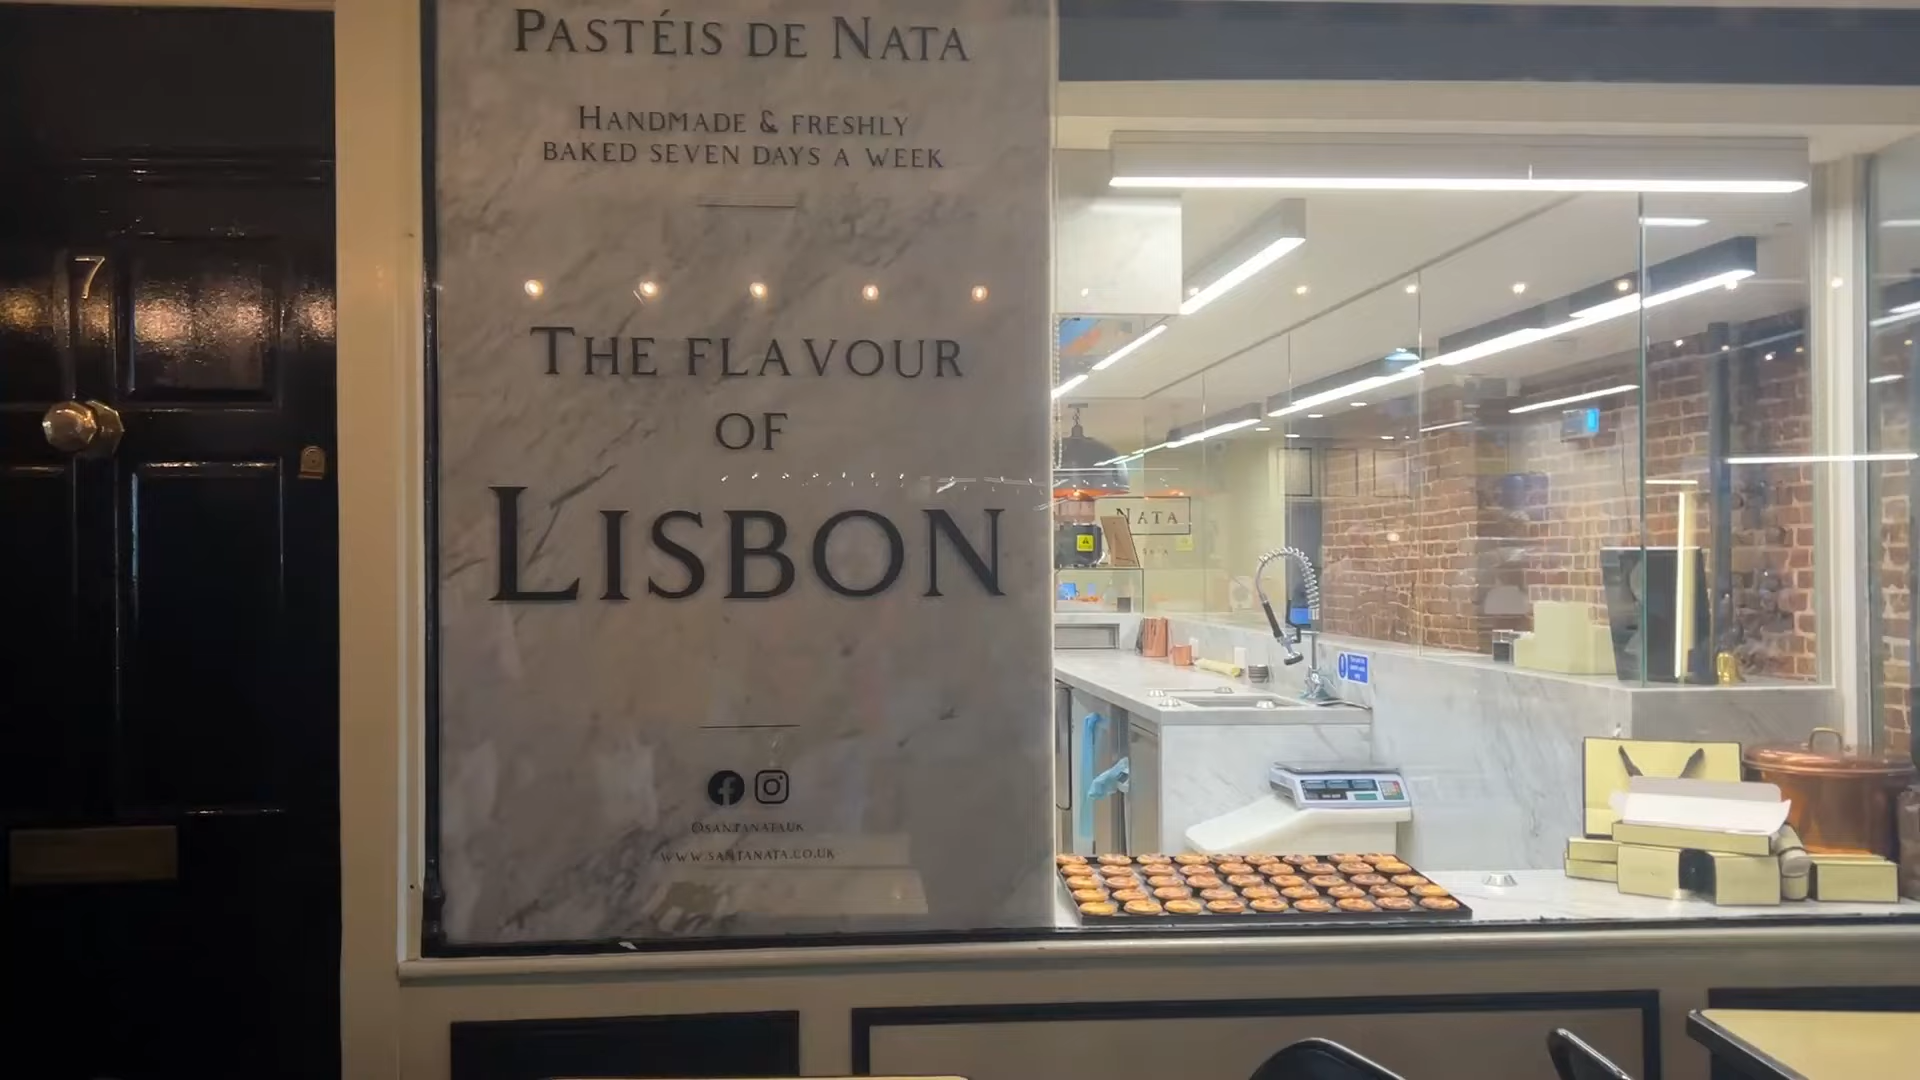 PASTÉIS DE NATA
HANDMADE & FRESHLY
BAKED SEVEN DAYS A WEEK
THE FLAVOUR
OF
LISBON
@SANTANATAUK
WWW.SANTANATA.CO.UK
7
NATA